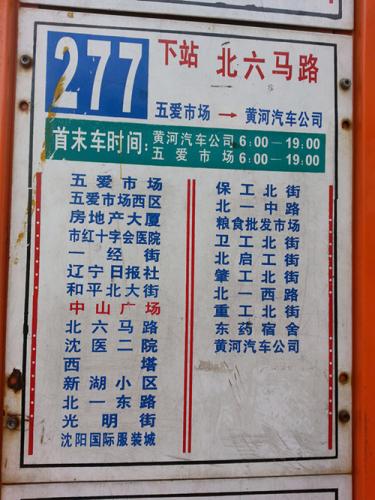 277
下站 北六马路
五爱市场 → 黄河汽车公司
首末车时间:
黄河汽车公司 6:00—19:00
五爱市场 6:00—19:00
五爱市场
五爱市场西区
房地产大厦
市红十字会医院
一经街
辽宁日报社
和平北大街
中山广场
北六马路
沈医二院
西塔
新湖小区
北一东路
光明街
沈阳国际服装城
保工北街
北一中路
粮食批发市场
卫工北街
北启工街
肇工北街
北一西路
重工北街
东药宿舍
黄河汽车公司